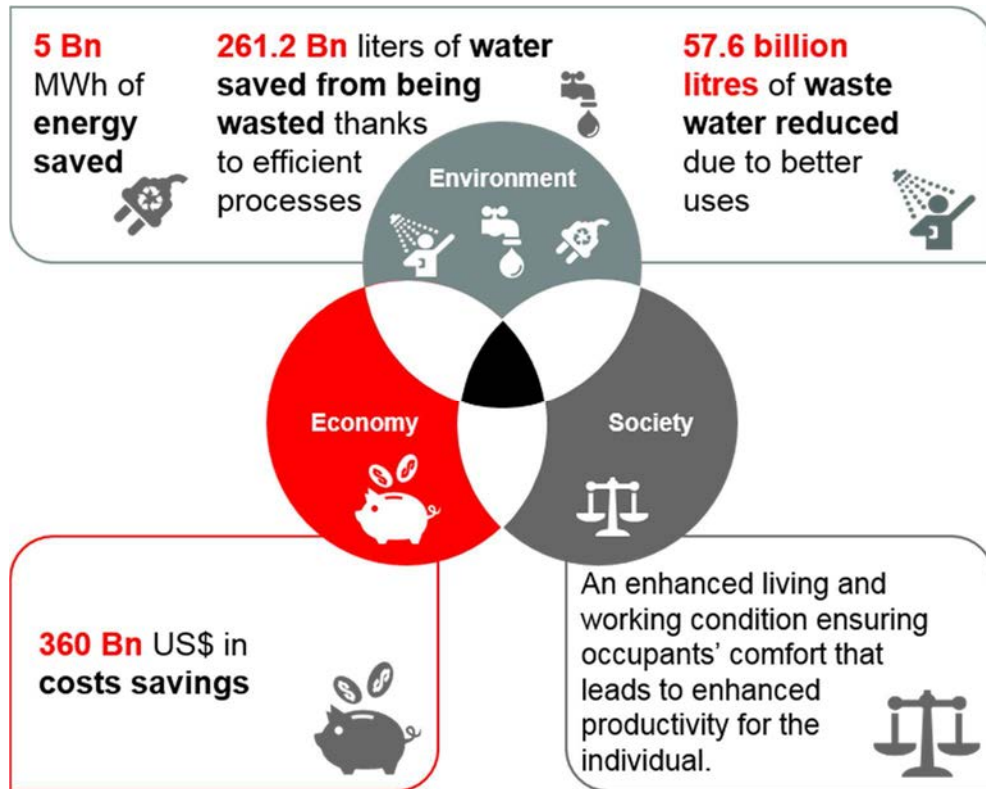 5 Bn
MWh of
energy
saved
261.2 Bn liters of water
saved from being
wasted thanks
to efficient
processes
57.6 billion
litres of waste
water reduced
due to better
uses
Environment
Economy
Society
360 Bn US$ in
costs savings
An enhanced living and
working condition ensuring
occupants’ comfort that
leads to enhanced
productivity for the
individual.